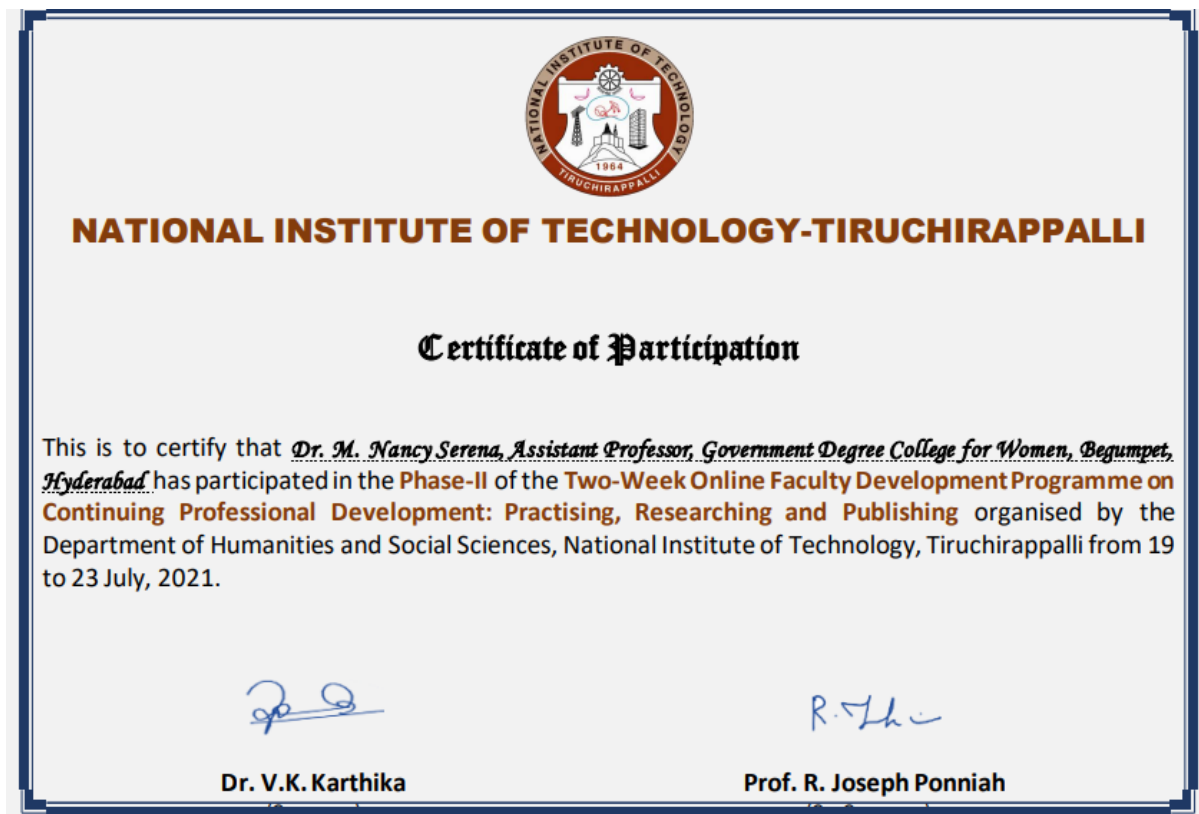 NATIONAL INSTITUTE OF TECHNOLOGY
1964
TIRUCHIRAPPALLI
NATIONAL INSTITUTE OF TECHNOLOGY-TIRUCHIRAPPALLI
Certificate of Participation
This is to certify that Dr. M. Nancy Serena, Assistant Professor, Government Degree College for Women, Begumpet,
Hyderabad has participated in the Phase-II of the Two-Week Online Faculty Development Programme on
Continuing Professional Development: Practising, Researching and Publishing organised by the
Department of Humanities and Social Sciences, National Institute of Technology, Tiruchirappalli from 19
to 23 July, 2021.
Dr. V.K. Karthika
Prof. R. Joseph Ponniah